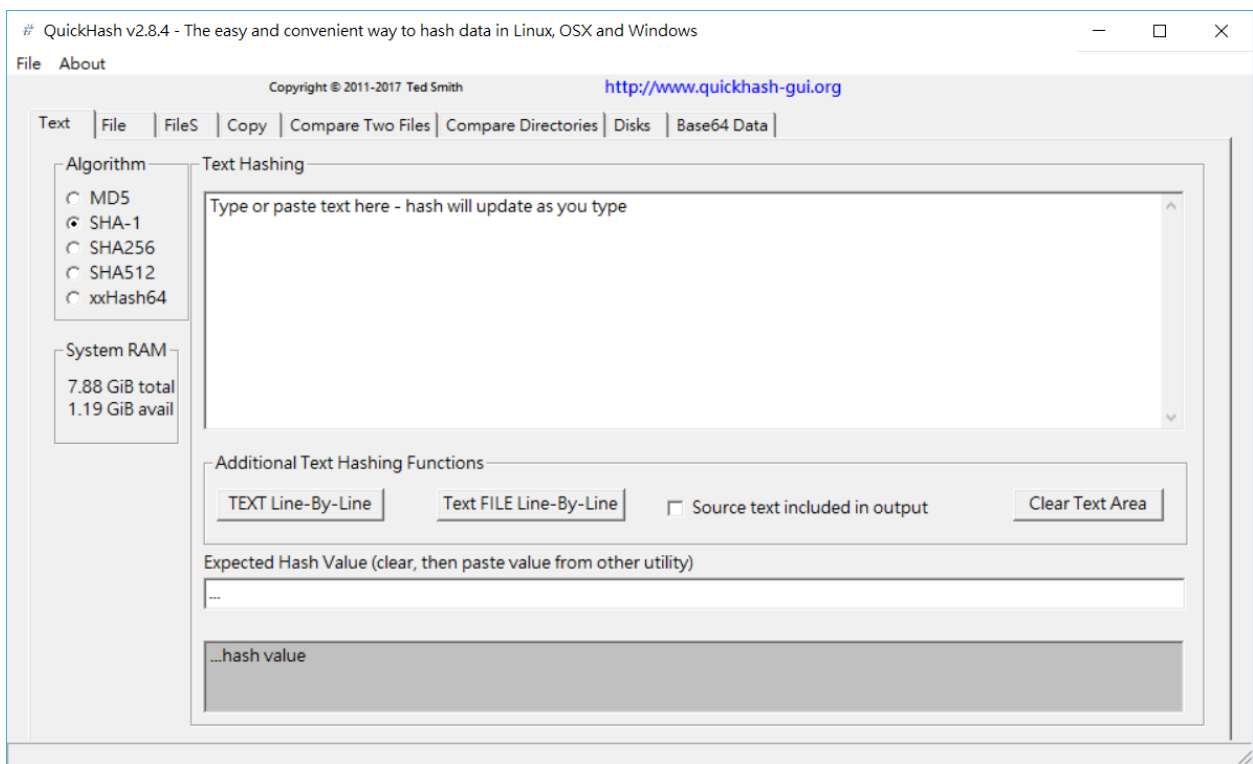 # QuickHash v2.8.4 - The easy and convenient way to hash data in Linux, OSX and Windows
File About
Copyright © 2011-2017 Ted Smith http://www.quickhash-gui.org
Text File FileS Copy Compare Two Files Compare Directories Disks Base64 Data
Algorithm
MD5
SHA-1
SHA256
SHA512
xxHash64
System RAM
7.88 GiB total
1.19 GiB avail
Text Hashing
Type or paste text here - hash will update as you type
Additional Text Hashing Functions
TEXT Line-By-Line Text FILE Line-By-Line Source text included in output Clear Text Area
Expected Hash Value (clear, then paste value from other utility)
...
...hash value